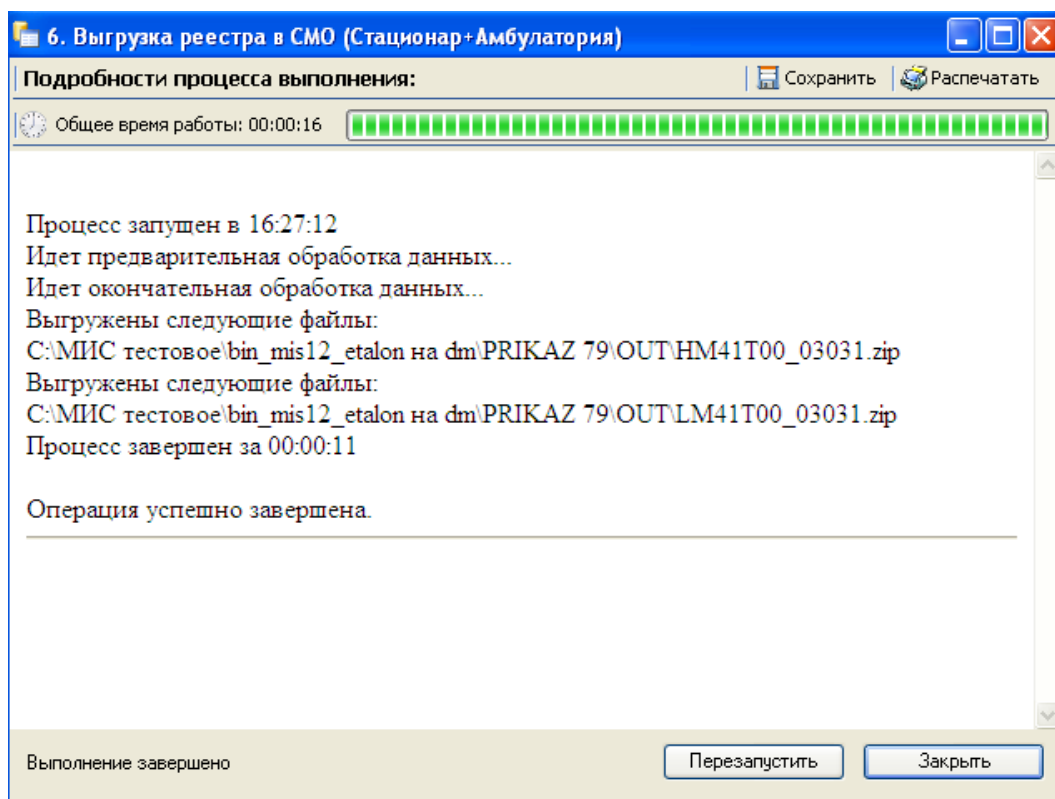 6. Выгрузка реестра в СМО (Стационар+Амбулатория)
Подробности процесса выполнения: Сохранить Распечатать
Общее время работы: 00:00:16
Процесс запущен в 16:27:12
Идет предварительная обработка данных...
Идет окончательная обработка данных...
Выгружены следующие файлы:
C:\МИС тестовое\bin_mis12_etalon на dm\PRIKAZ 79\OUT\HM41T00_03031.zip
Выгружены следующие файлы:
C:\МИС тестовое\bin_mis12_etalon на dm\PRIKAZ 79\OUT\LM41T00_03031.zip
Процесс завершен за 00:00:11
Операция успешно завершена.
Выполнение завершено Перезапустить Закрыть